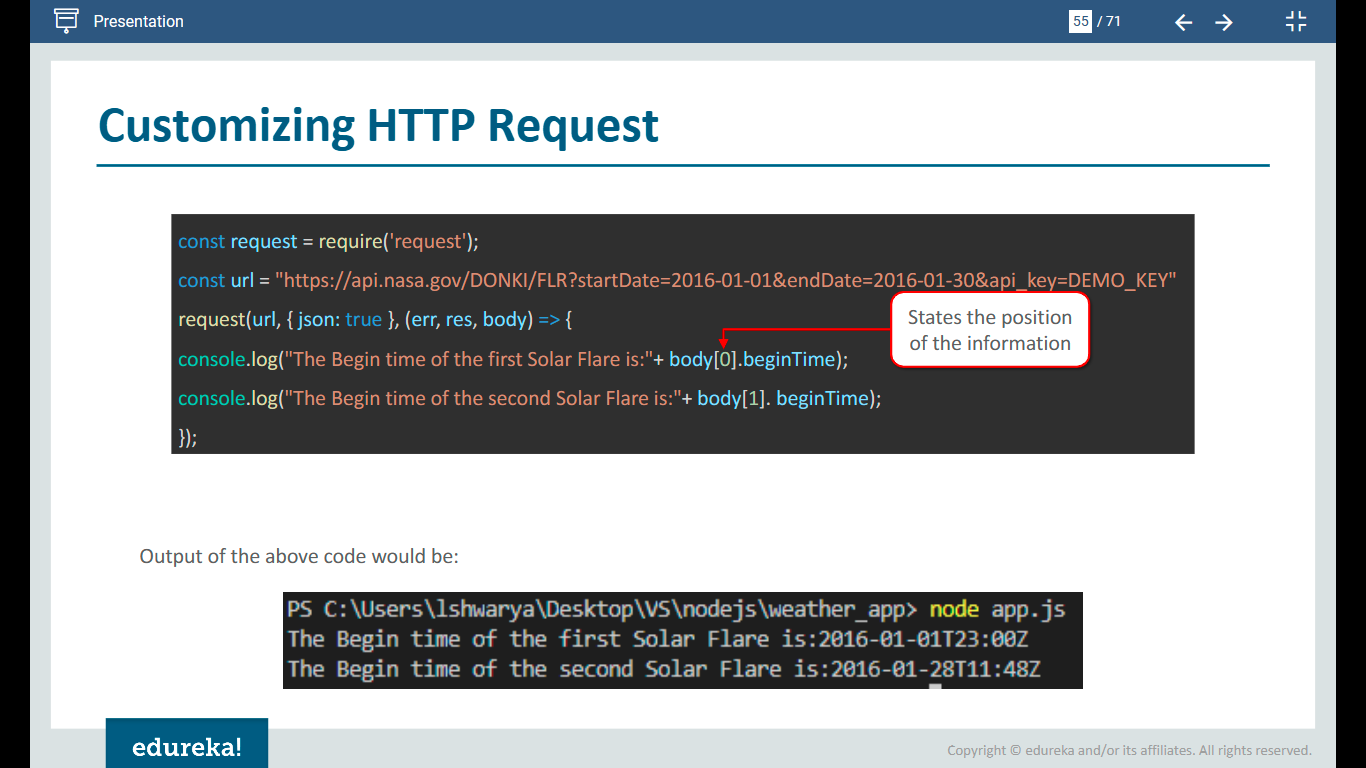 Presentation
55 / 71
Customizing HTTP Request
const request = require('request');
const url = "https://api.nasa.gov/DONKI/FLR?startDate=2016-01-01&endDate=2016-01-30&api_key=DEMO_KEY"
request(url, { json: true }, (err, res, body) => {
States the position
of the information
console.log("The Begin time of the first Solar Flare is:"+ body[0].beginTime);
console.log("The Begin time of the second Solar Flare is:"+ body[1]. beginTime);
});
Output of the above code would be:
PS C:\Users\lshwarya\Desktop\VS\nodejs\weather_app> node app.js
The Begin time of the first Solar Flare is:2016-01-01T23:00Z
The Begin time of the second Solar Flare is:2016-01-28T11:48Z
edureka!
Copyright © edureka and/or its affiliates. All rights reserved.